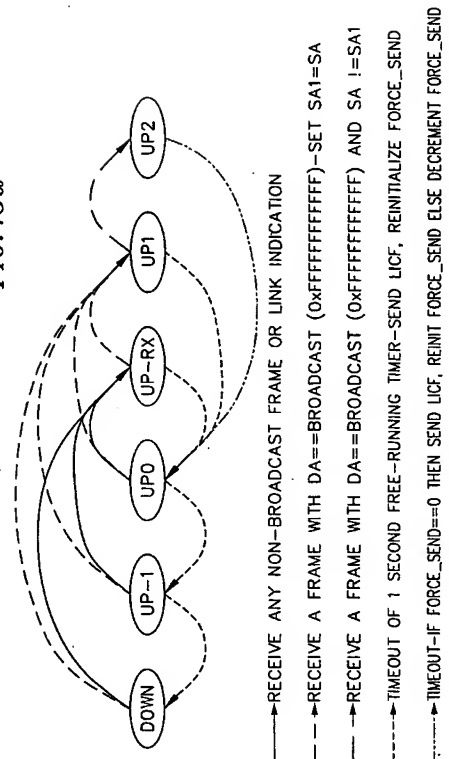 DOWN
UP-1
UP0
UP-RX
UP1
UP2
RECEIVE ANY NON-BROADCAST FRAME OR LINK INDICATION
RECEIVE A FRAME WITH DA==BROADCAST (0xFFFFFFFFFFFF)-SET SA1=SA
RECEIVE A FRAME WITH DA==BROADCAST (0xFFFFFFFFFFFF) AND SA !=SA1
TIMEOUT OF 1 SECOND FREE-RUNNING TIMER-SEND LICF, REINITIALIZE FORCE_SEND
TIMEOUT-IF FORCE_SEND==0 THEN SEND LICF, REINIT FORCE_SEND ELSE DECREMENT FORCE_SEND